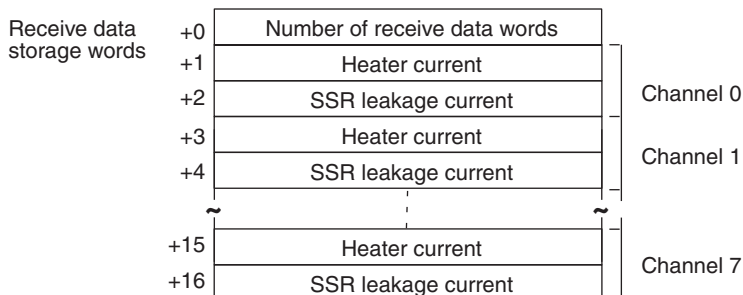 Receive data
storage words
+0 Number of receive data words
+1 Heater current
+2 SSR leakage current
Channel 0
+3 Heater current
+4 SSR leakage current
Channel 1
+15 Heater current
+16 SSR leakage current
Channel 7